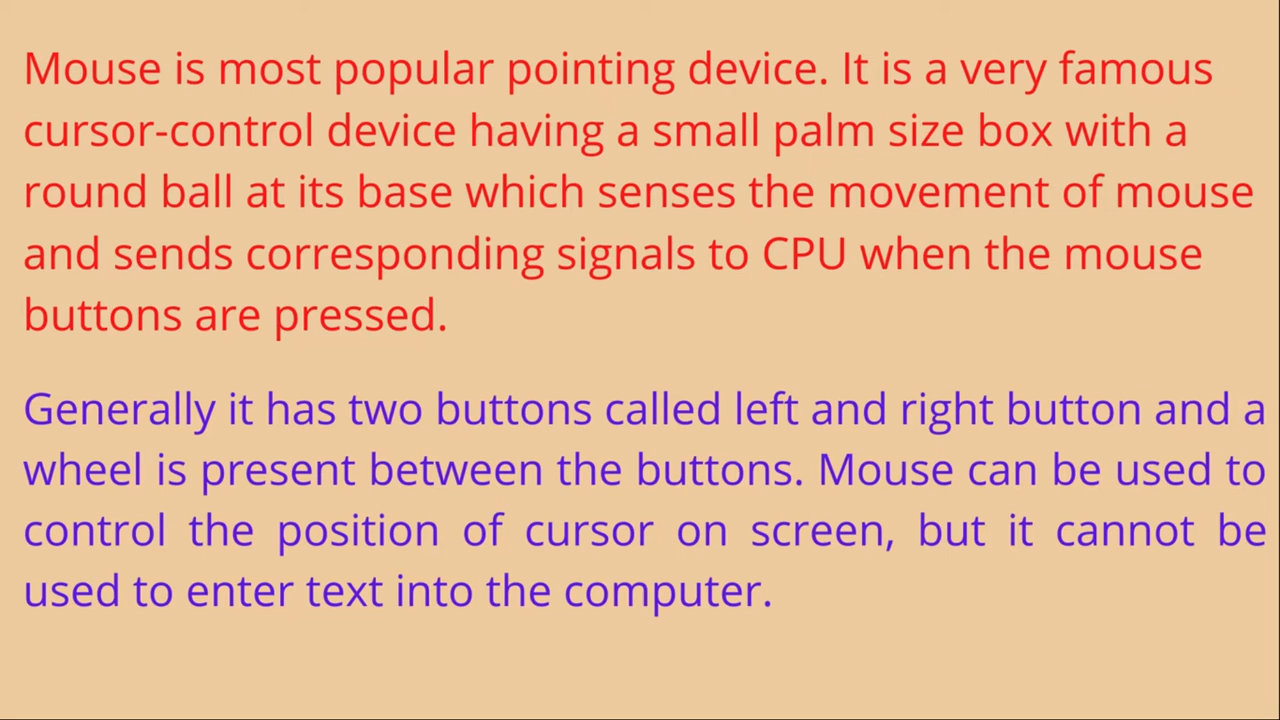 Mouse is most popular pointing device. It is a very famous
cursor-control device having a small palm size box with a
round ball at its base which senses the movement of mouse
and sends corresponding signals to CPU when the mouse
buttons are pressed.
Generally it has two buttons called left and right button and a
wheel is present between the buttons. Mouse can be used to
control the position of cursor on screen, but it cannot be
used to enter text into the computer.